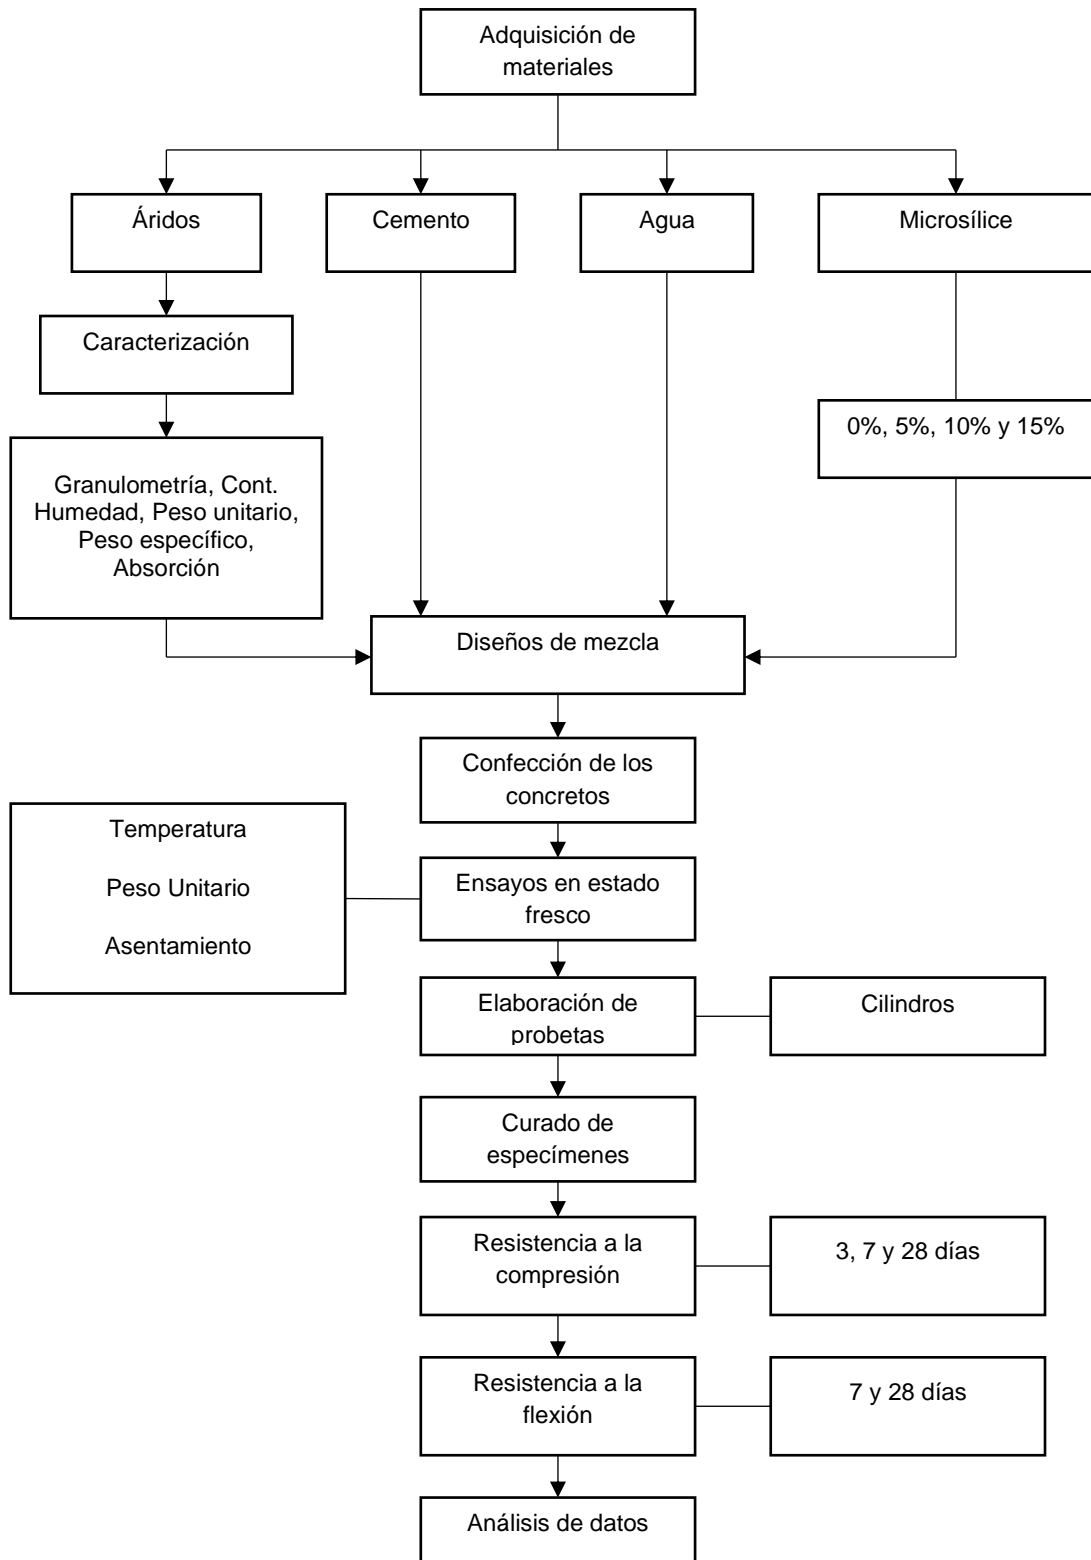 Adquisición de
materiales
Áridos
Cemento
Agua
Microsílice
Caracterización
0%, 5%, 10% y 15%
Granulometría, Cont.
Humedad, Peso unitario,
Peso específico,
Absorción
Diseños de mezcla
Confección de los
concretos
Temperatura
Peso Unitario
Asentamiento
Ensayos en estado
fresco
Elaboración de
probetas
Cilindros
Curado de
especímenes
Resistencia a la
compresión
3, 7 y 28 días
Resistencia a la
flexión
7 y 28 días
Análisis de datos